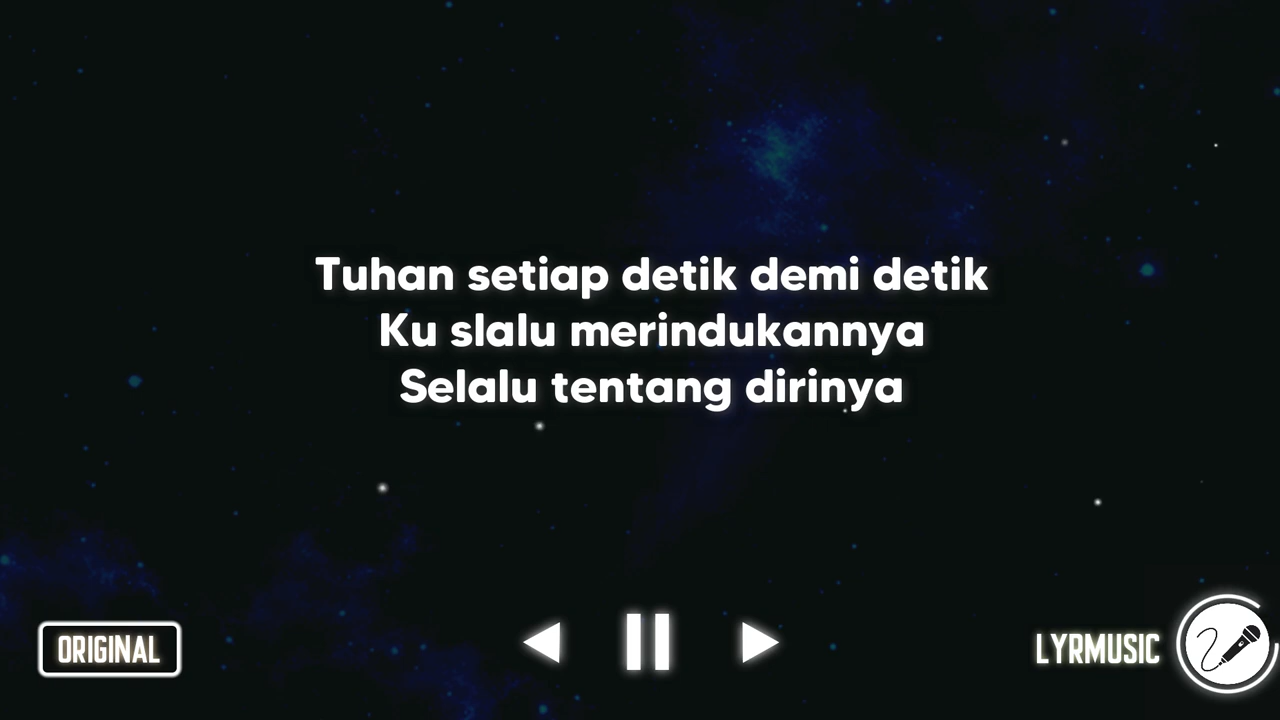 Tuhan setiap detik demi detik
Ku slalu merindukannya
Selalu tentang dirinya
ORIGINAL
LYRMUSIC